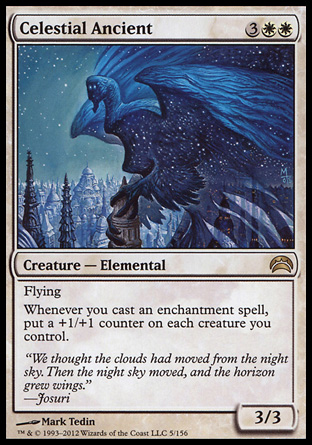 Celestial Ancient 3
Creature — Elemental
Flying
Whenever you cast an enchantment spell,
put a +1/+1 counter on each creature you
control.
“We thought the clouds had moved from the night
sky. Then the night sky moved, and the horizon
grew wings.”
—Josuri
Mark Tedin
™ & © 1993–2012 Wizards of the Coast LLC 5/156
3/3